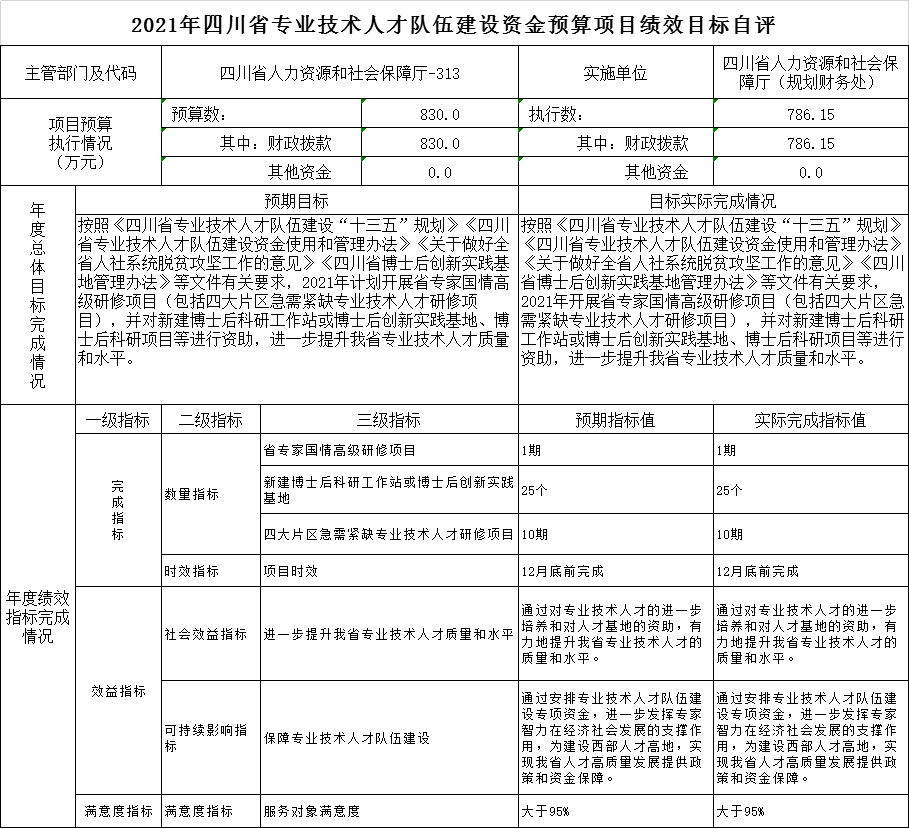 2021年四川省专业技术人才队伍建设资金预算项目绩效目标自评
主管部门及代码
四川省人力资源和社会保障厅-313
实施单位
四川省人力资源和社会保
障厅（规划财务处）
项目预算
执行情况
（万元）
预算数：
830.0
执行数：
786.15
其中：财政拨款
830.0
其中：财政拨款
786.15
其他资金
0.0
其他资金
0.0
年度总体目标完成情况
预期目标
目标实际完成情况
按照《四川省专业技术人才队伍建设“十三五”规划》《四川
省专业技术人才队伍建设资金使用和管理办法》《关于做好全
省人社系统脱贫攻坚工作的意见》《四川省博士后创新实践基
地管理办法》等文件有关要求，2021年计划开展省专家国情高
级研修项目（包括四大片区急需紧缺专业技术人才研修项
目），并对新建博士后科研工作站或博士后创新实践基地、博
士后科研项目等进行资助，进一步提升我省专业技术人才质量
和水平。
按照《四川省专业技术人才队伍建设“十三五”规划》
《四川省专业技术人才队伍建设资金使用和管理办法》
《关于做好全省人社系统脱贫攻坚工作的意见》《四川
省博士后创新实践基地管理办法》等文件有关要求，
2021年开展省专家国情高级研修项目（包括四大片区急
需紧缺专业技术人才研修项目），并对新建博士后科研
工作站或博士后创新实践基地、博士后科研项目等进行
资助，进一步提升我省专业技术人才质量和水平。
年度绩效
指标完成
情况
一级指标
二级指标
三级指标
预期指标值
实际完成指标值
完成指标
数量指标
省专家国情高级研修项目
1期
1期
新建博士后科研工作站或博士后创新实践
基地
25个
25个
四大片区急需紧缺专业技术人才研修项目
10期
10期
时效指标
项目时效
12月底前完成
12月底前完成
效益指标
社会效益指标
进一步提升我省专业技术人才质量和水平
通过对专业技术人才的进一步
培养和对人才基地的资助，有
力地提升我省专业技术人才的
质量和水平。
通过对专业技术人才的进一步
培养和对人才基地的资助，有
力地提升我省专业技术人才的
质量和水平。
可持续影响指
标
保障专业技术人才队伍建设
通过安排专业技术人才队伍建
设专项资金，进一步发挥专家
智力在经济社会发展的支撑作
用，为建设西部人才高地，实
现我省人才高质量发展提供政
策和资金保障。
通过安排专业技术人才队伍建
设专项资金，进一步发挥专家
智力在经济社会发展的支撑作
用，为建设西部人才高地，实
现我省人才高质量发展提供政
策和资金保障。
满意度指标
满意度指标
服务对象满意度
大于95%
大于95%